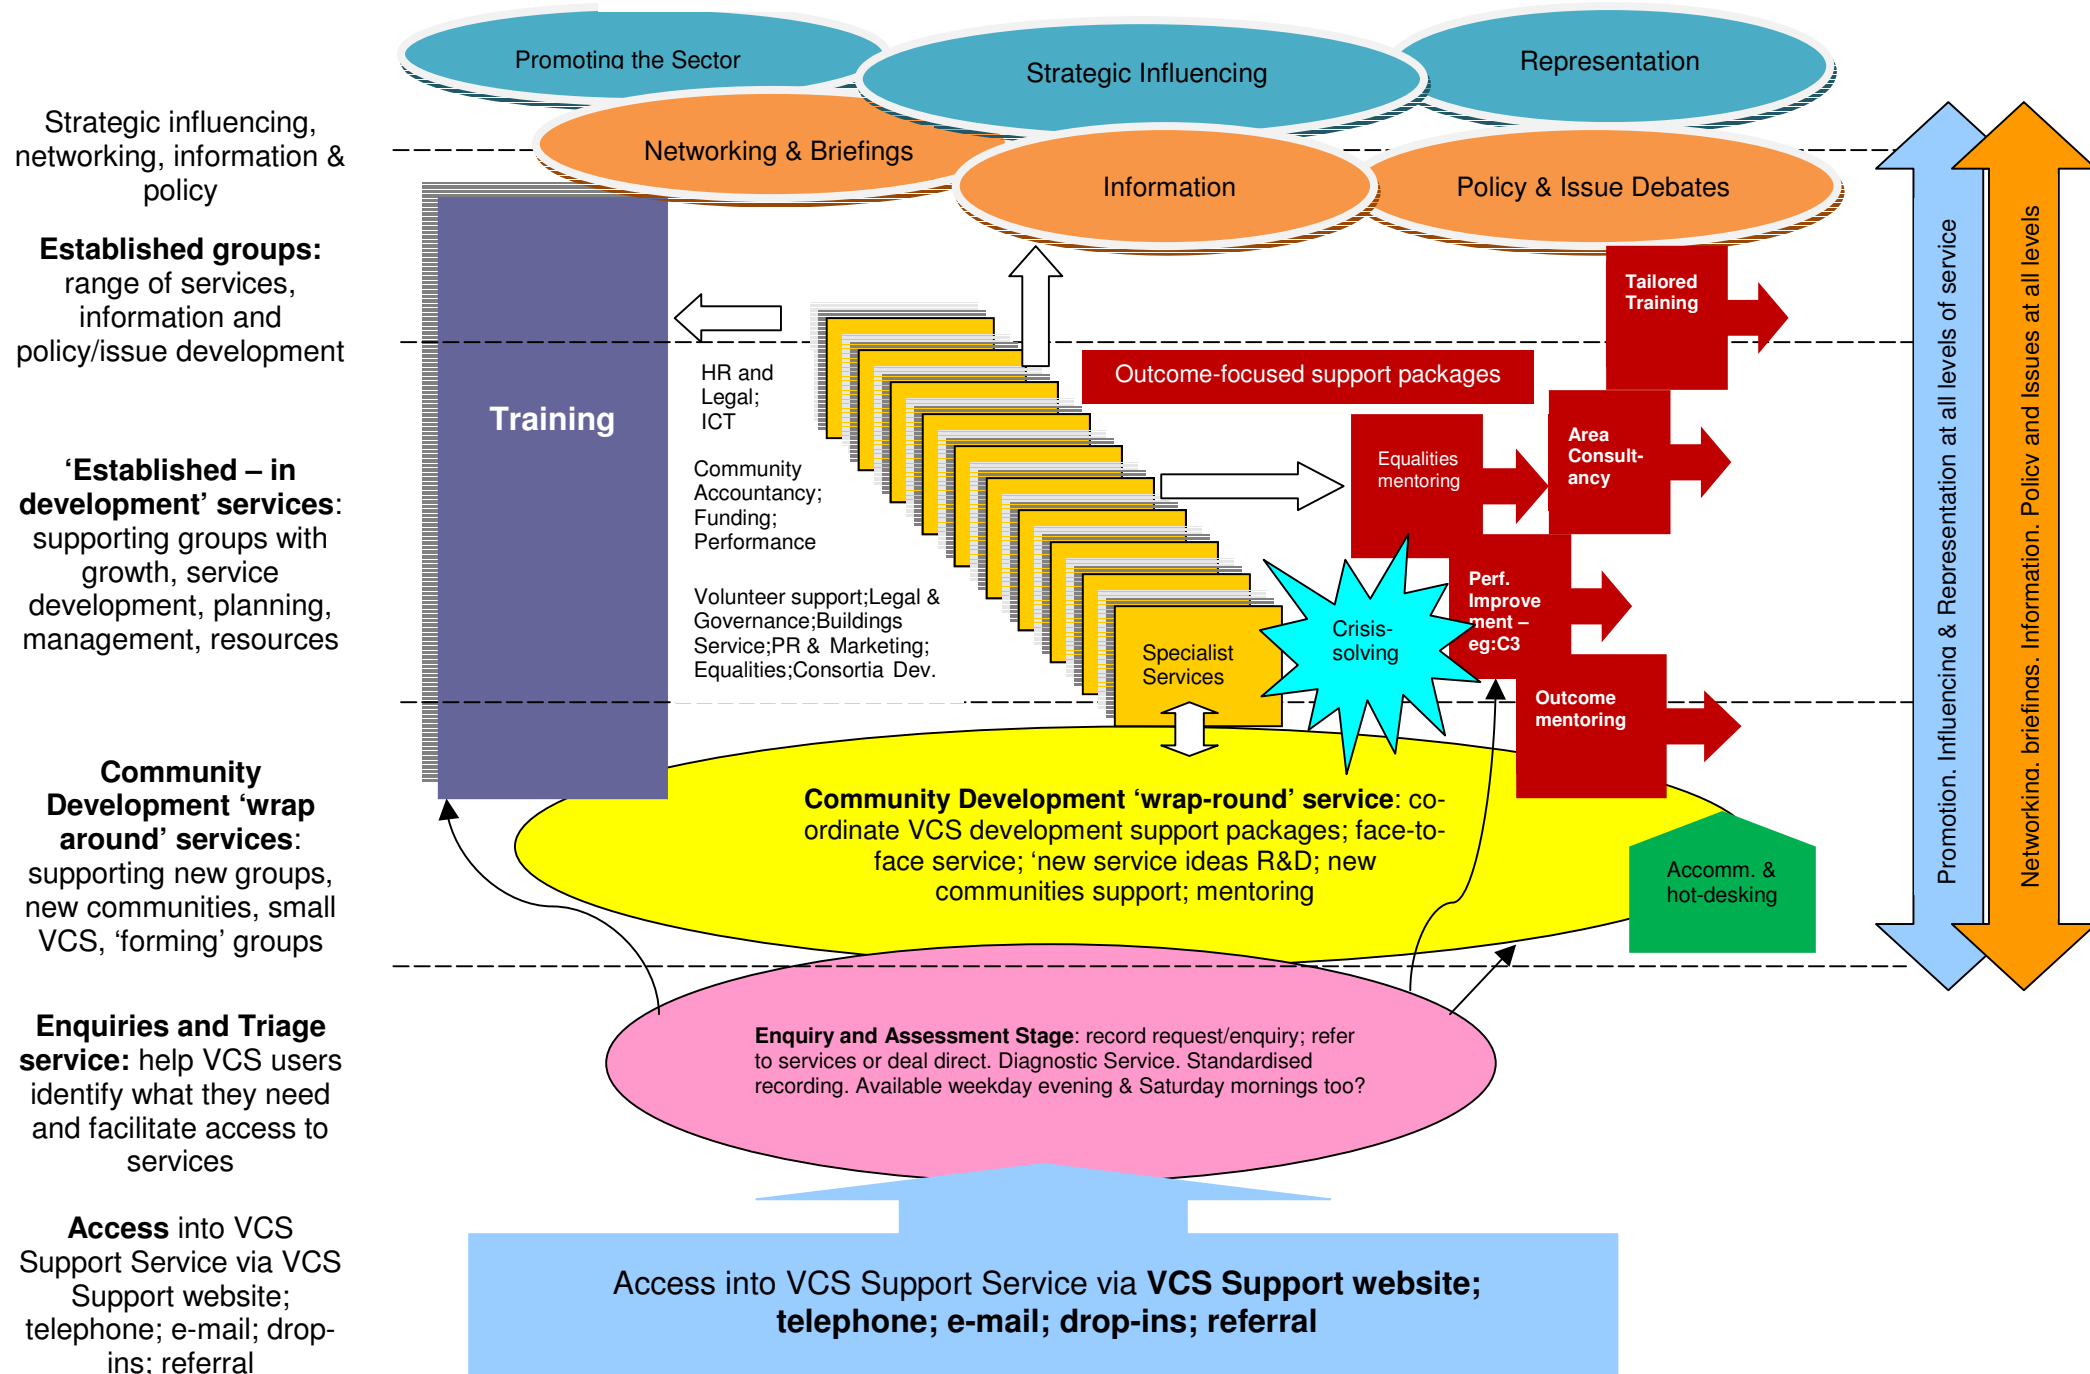 Promoting the Sector
Strategic Influencing
Representation
Networking & Briefings
Information
Policy & Issue Debates
Strategic influencing,
networking, information &
policy
Established groups:
range of services,
information and
policy/issue development
‘Established – in
development’ services:
supporting groups with
growth, service
development, planning,
management, resources
Community
Development ‘wrap
around’ services:
supporting new groups,
new communities, small
VCS, ‘forming’ groups
Enquiries and Triage
service: help VCS users
identify what they need
and facilitate access to
services
Access into VCS
Support Service via VCS
Support website;
telephone; e-mail; drop-
ins; referral
Training
HR and
Legal;
ICT
Community
Accountancy;
Funding;
Performance
Volunteer support;Legal &
Governance;Buildings
Service;PR & Marketing;
Equalities;Consortia Dev.
Specialist
Services
Outcome-focused support packages
Tailored
Training
Equalities
mentoring
Area
Consult-
ancy
Crisis-
solving
Perf.
Improve
ment –
eg:C3
Outcome
mentoring
Community Development ‘wrap-round’ service: co-
ordinate VCS development support packages; face-to-
face service; ‘new service ideas R&D; new
communities support; mentoring
Accomm. &
hot-desking
Enquiry and Assessment Stage: record request/enquiry; refer
to services or deal direct. Diagnostic Service. Standardised
recording. Available weekday evening & Saturday mornings too?
Access into VCS Support Service via VCS Support website;
telephone; e-mail; drop-ins; referral
Promotion. Influencing & Representation at all levels of service
Networking. briefings. Information. Policy and Issues at all levels